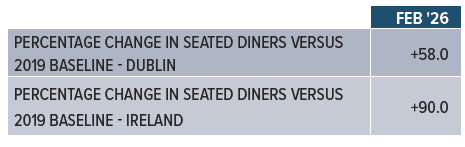 FEB '26
PERCENTAGE CHANGE IN SEATED DINERS VERSUS
2019 BASELINE - DUBLIN
+58.0
PERCENTAGE CHANGE IN SEATED DINERS VERSUS
2019 BASELINE - IRELAND
+90.0